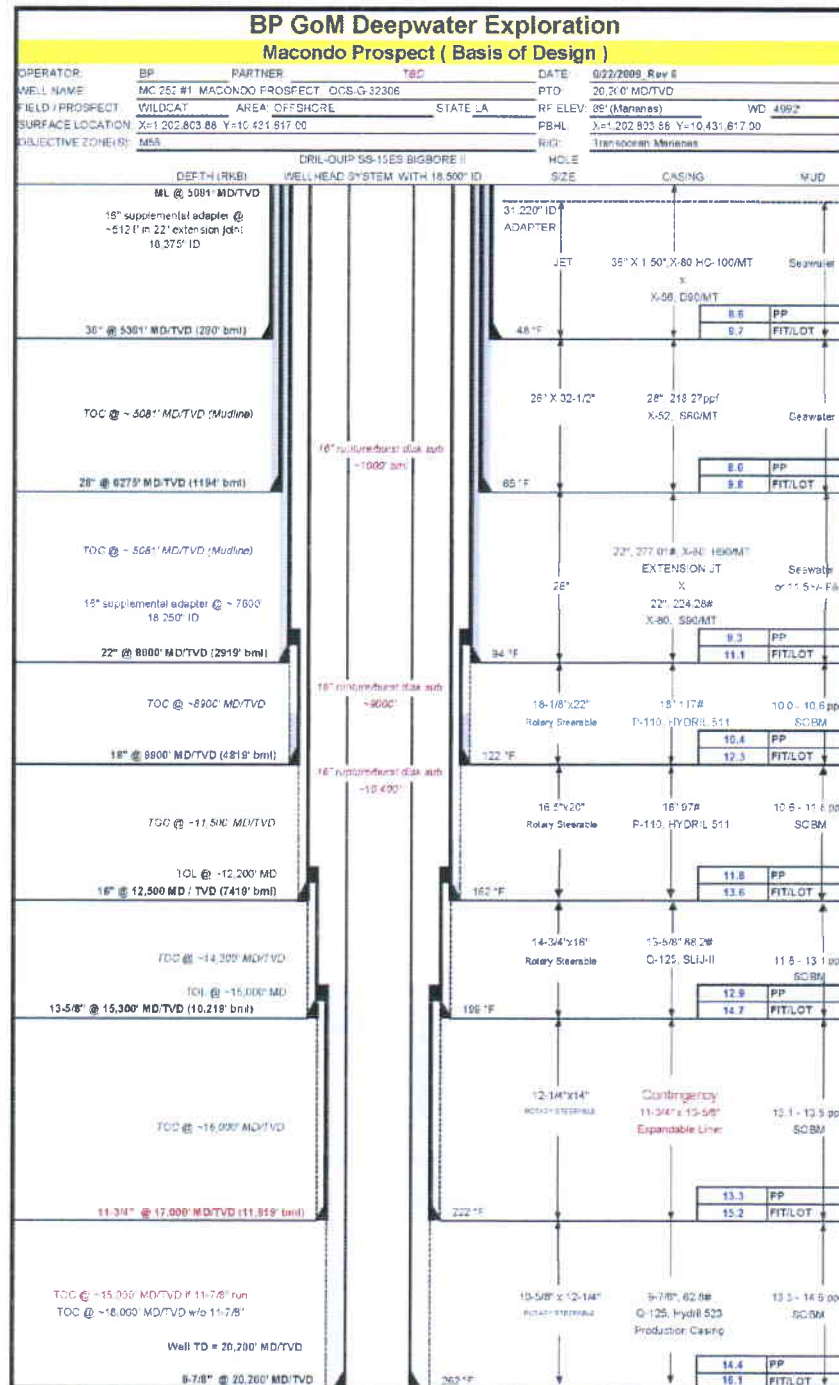 BP GoM Deepwater Exploration
Macondo Prospect ( Basis of Design )
OPERATOR: BP PARTNER: TBD DATE: 6/22/2009_Rev 6
WELL NAME: MC 252 #1 MACONDO PROSPECT OCS-G 32306 PTD: 20,200' MD/TVD
FIELD / PROSPECT: WILDCAT AREA: OFFSHORE STATE LA RF ELEV: 89' (Marianas) WD 4992'
SURFACE LOCATION: X=1,202,803.88 Y=10,431,617.00 PBHL: X=1,202,803.88 Y=10,431,617.00
OBJECTIVE ZONE(S): M56 RIG: Transocean Marianas
DRIL-QUIP SS-15ES BIGBORE II HOLE
DEPTH (RKB) WELLHEAD SYSTEM WITH 18.500" ID SIZE CASING MUD
ML @ 5081' MD/TVD
16" supplemental adapter @ 31.220" ID
in 22" extension joint ADAPTER
18.375" ID
JET 36" X 1.50", X-80 HC-100/MT Seawater
X
X-56, D90/MT
8.6 PP
36" @ 5361' MD/TVD (280' bml) 48 °F 8.7 FIT/LOT
26" X 32-1/2" 28", 218.27ppf
TOC @ ~ 5081' MD/TVD (Mudline) X-52, S60/MT Seawater
16" rupture/burst disk sub
~1000' bml
8.6 PP
28" @ 6275' MD/TVD (1194' bml) 65 °F 9.8 FIT/LOT
TOC @ ~ 5081' MD/TVD (Mudline) 22", 277.01#, X-80, H90/MT
EXTENSION JT Seawater
26" X or 11.5 +/-
18" supplemental adapter @ ~ 7600' 22", 224.28#
18.250" ID X-80, S90/MT
9.3 PP
22" @ 8000' MD/TVD (2919' bml) 94 °F 11.1 FIT/LOT
16" rupture/burst disk sub
TOC @ ~8900' MD/TVD ~9000' 18-1/8"x22" 18" 117# 10.0 - 10.6 pp
Rotary Steerable P-110, HYDRIL 511 SOBM
10.4 PP
18" @ 9900' MD/TVD (4819' bml) 122 °F 12.3 FIT/LOT
16" rupture/burst disk sub
~10,400'
16.5"x20" 16" 97# 10.6 - 11.8 pp
TOC @ ~11,500' MD/TVD Rotary Steerable P-110, HYDRIL 511 SOBM
TOL @ ~12,200' MD 11.8 PP
16" @ 12,500 MD / TVD (7419' bml) 162 °F 13.6 FIT/LOT
14-3/4"x16" 13-5/8" 88.2#
TOC @ ~14,300' MD/TVD Rotary Steerable Q-125, SLIJ-II pp
SOBM
TOL @ ~15,000' MD 12.9 PP
13-5/8" @ 15,300' MD/TVD (10,219' bml) 199 °F 14.7 FIT/LOT
12-1/4"x14" Contingency
ROTARY STEERABLE 11-3/4" x 13-5/8" 13.1 - 13.5 pp
TOC @ ~16,000' MD/TVD Expandable Liner SOBM
13.3 PP
11-3/4" @ 17,000' MD/TVD (11,919' bml) 222 °F 15.2 FIT/LOT
TOC @ ~15,000' MD/TVD if 11-7/8" run 10-5/8" x 12-1/4" 9-7/8", 62.8# pp
TOC @ ~18,000' MD/TVD w/o 11-7/8" ROTARY STEERABLE Q-125, Hydril 523 SOBM
Production Casing
Well TD = 20,200' MD/TVD
14.4 PP
9-7/8" @ 20,200' MD/TVD 262 °F 16.1 FIT/LOT